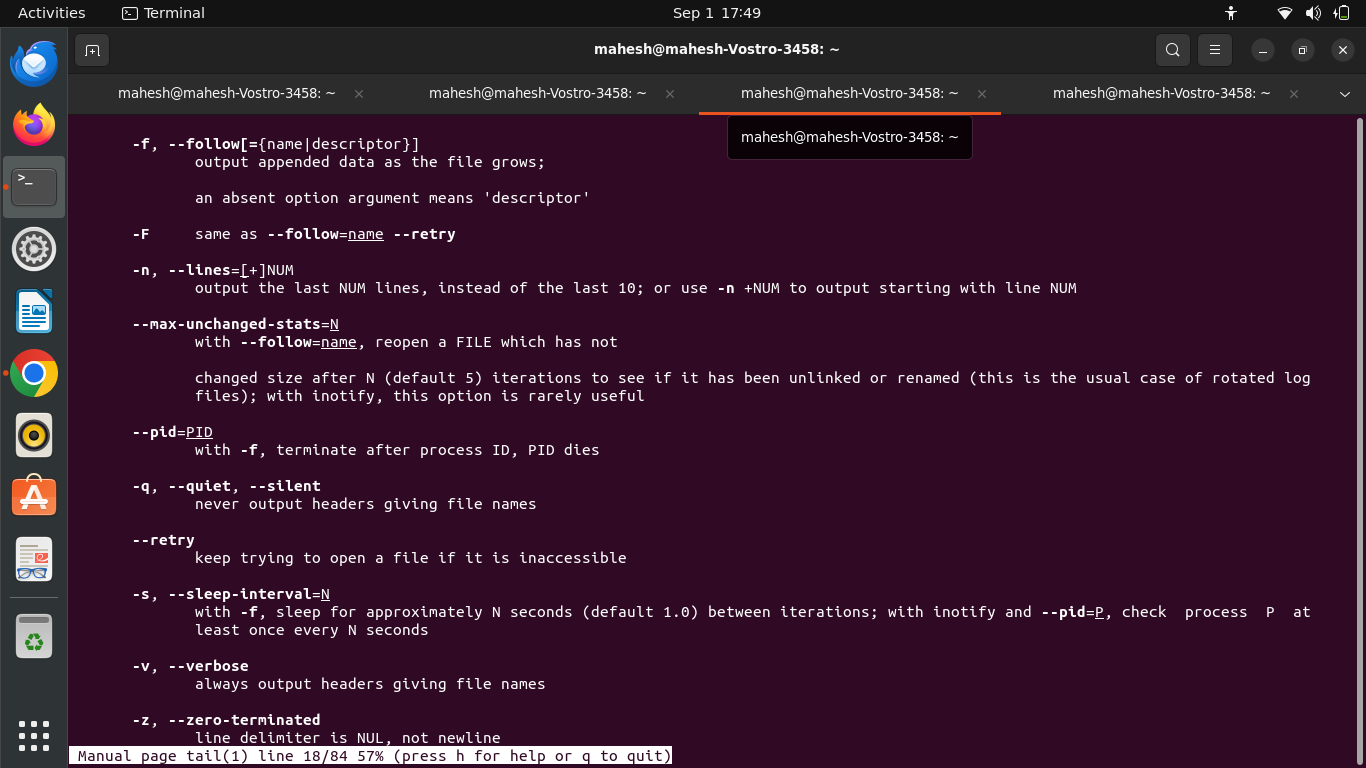 Activities
Terminal
Sep 1 17:49
mahesh@mahesh-Vostro-3458: ~
mahesh@mahesh-Vostro-3458: ~ mahesh@mahesh-Vostro-3458: ~ mahesh@mahesh-Vostro-3458: ~ mahesh@mahesh-Vostro-3458: ~
mahesh@mahesh-Vostro-3458: ~
-f, --follow[={name|descriptor}]
output appended data as the file grows;
an absent option argument means 'descriptor'
-F same as --follow=name --retry
-n, --lines=[+]NUM
output the last NUM lines, instead of the last 10; or use -n +NUM to output starting with line NUM
--max-unchanged-stats=N
with --follow=name, reopen a FILE which has not
changed size after N (default 5) iterations to see if it has been unlinked or renamed (this is the usual case of rotated log
files); with inotify, this option is rarely useful
--pid=PID
with -f, terminate after process ID, PID dies
-q, --quiet, --silent
never output headers giving file names
--retry
keep trying to open a file if it is inaccessible
-s, --sleep-interval=N
with -f, sleep for approximately N seconds (default 1.0) between iterations; with inotify and --pid=P, check process P at
least once every N seconds
-v, --verbose
always output headers giving file names
-z, --zero-terminated
line delimiter is NUL, not newline
Manual page tail(1) line 18/84 57% (press h for help or q to quit)